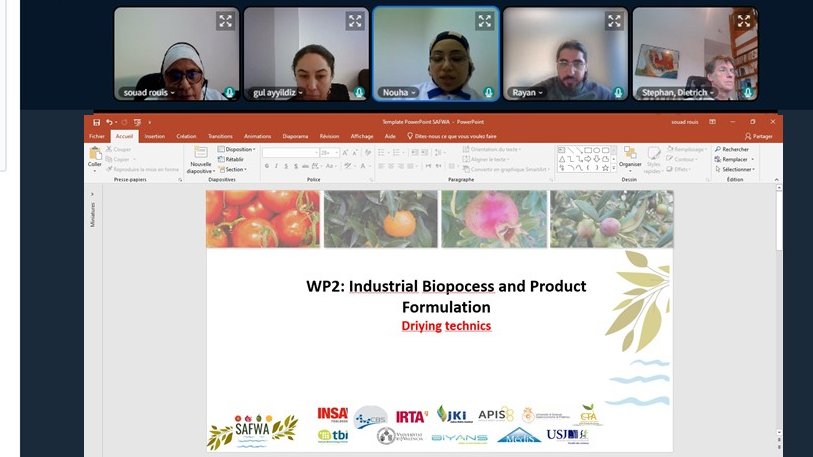 souad rouis
gul ayyildiz
Nouha
Rayan
Stephan, Dietrich
Template PowerPoint SAFWA - PowerPoint
souad rouis
Fichier
Accueil
Insertion
Création
Transitions
Animations
Diaporama
Révision
Affichage
Aide
Dites-nous ce que vous voulez faire
Partager
Coller
Couper
Copier
Reproduire la mise en forme
Presse-papiers
Nouvelle
diapositive
Disposition
Rétablir
Section
Diapositives
Police
Orientation du texte
Aligner le texte
Convertir en graphique SmartArt
Paragraphe
Organiser
Styles
rapides
Remplissage
Contour
Effets
Dessin
Rechercher
Remplacer
Sélectionner
Édition
Miniatures
WP2: Industrial Biopocess and Product
Formulation
Driying technics
SAFWA
INSA
CBS
IRTA
JKI
APIS
tbi
BIYANS
USJ